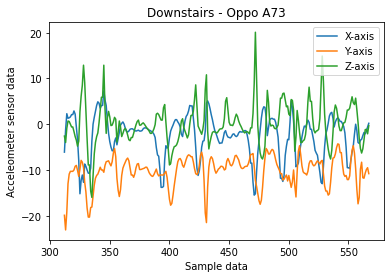 Downstairs - Oppo A73
X-axis
Y-axis
Z-axis
Acceleometer sensor data
20
10
0
−10
−20
300
350
400
450
500
550
Sample data